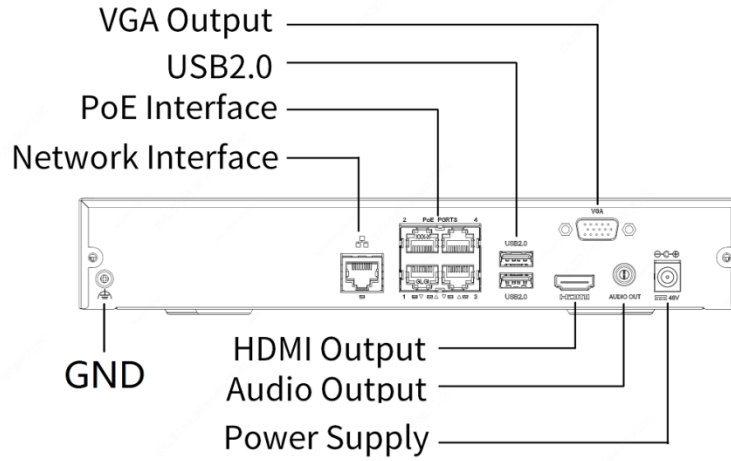 VGA Output
USB2.0
PoE Interface
Network Interface
2 PoE PORTS 4
VGA
USB2.0
1 3
USB2.0
HDMI
AUDIO OUT
48V
GND
HDMI Output
Audio Output
Power Supply